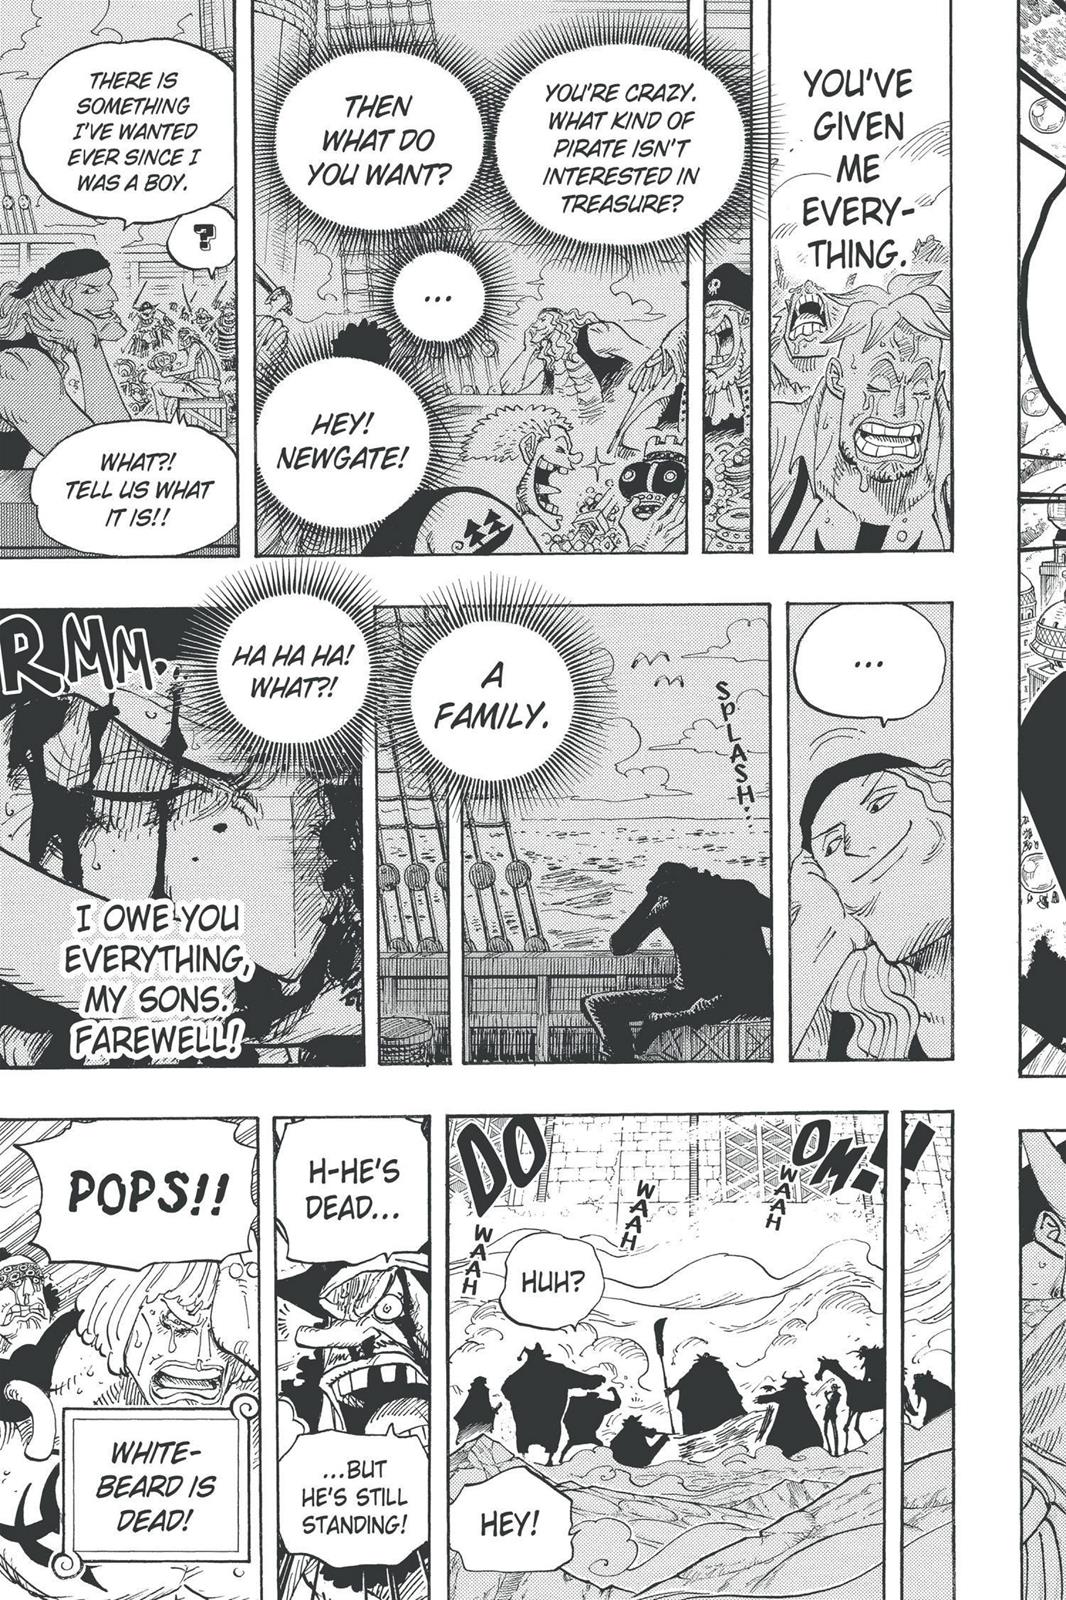 YOU'VE
GIVEN
ME
EVERY-
THING.
YOU'RE CRAZY.
WHAT KIND OF
PIRATE ISN'T
INTERESTED IN
TREASURE?
THEN
WHAT DO
YOU WANT?
...
HEY!
NEWGATE!
THERE IS
SOMETHING
I'VE WANTED
EVER SINCE I
WAS A BOY.
?
WHAT?!
TELL US WHAT
IT IS!!
...
SPLASH.
A
FAMILY.
HA HA HA!
WHAT?!
RMM...
I OWE YOU
EVERYTHING,
MY SONS.
FAREWELL!
DOOM!!
WAAH
WAAH
WAAH
HUH?
HEY!
H-HE'S
DEAD...
...BUT
HE'S STILL
STANDING!
POPS!!
WHITE-
BEARD IS
DEAD!